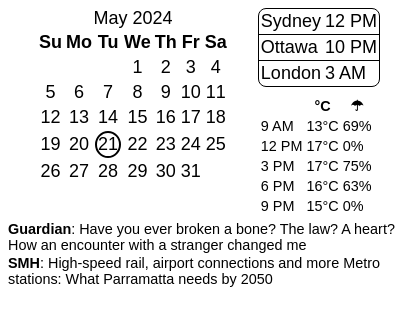 May 2024
Su Mo Tu We Th Fr Sa
1 2 3 4
5 6 7 8 9 10 11
12 13 14 15 16 17 18
19 20 21 22 23 24 25
26 27 28 29 30 31
Sydney 12 PM
Ottawa 10 PM
London 3 AM
°C ☂
9 AM 13°C 69%
12 PM 17°C 0%
3 PM 17°C 75%
6 PM 16°C 63%
9 PM 15°C 0%
Guardian: Have you ever broken a bone? The law? A heart?
How an encounter with a stranger changed me
SMH: High-speed rail, airport connections and more Metro
stations: What Parramatta needs by 2050